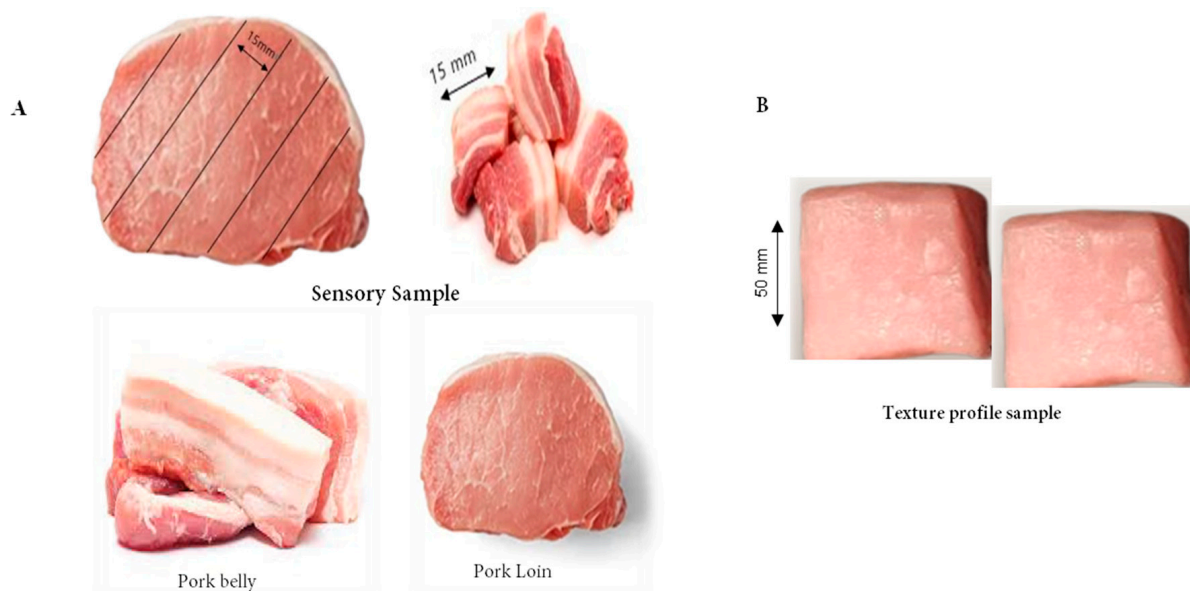 A
15mm
15 mm
B
50 mm
Sensory Sample
Texture profile sample
Pork belly
Pork Loin